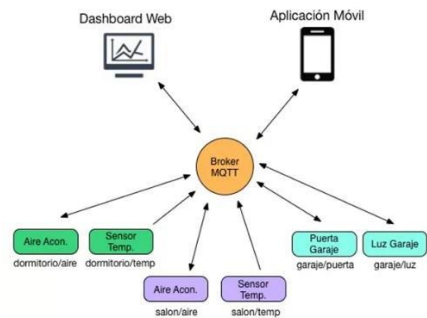 Dashboard Web
Aplicación Móvil
Broker
MQTT
Aire Acon.
Sensor
Temp.
dormitorio/aire
dormitorio/temp
Puerta
Garaje
Luz Garaje
garaje/puerta
garaje/luz
Aire Acon.
Sensor
Temp.
salon/aire
salon/temp